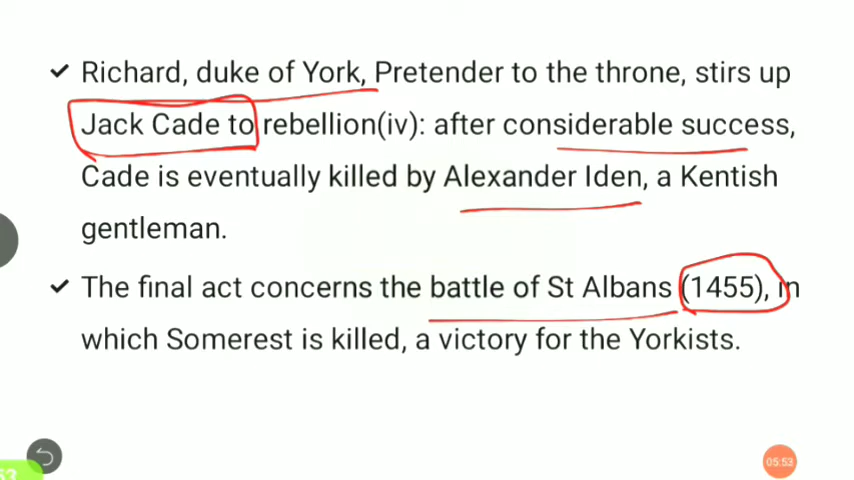 ✔ Richard, duke of York, Pretender to the throne, stirs up
Jack Cade to rebellion(iv): after considerable success,
Cade is eventually killed by Alexander Iden, a Kentish
gentleman.
✔ The final act concerns the battle of St Albans (1455), in
which Somerest is killed, a victory for the Yorkists.
05:53